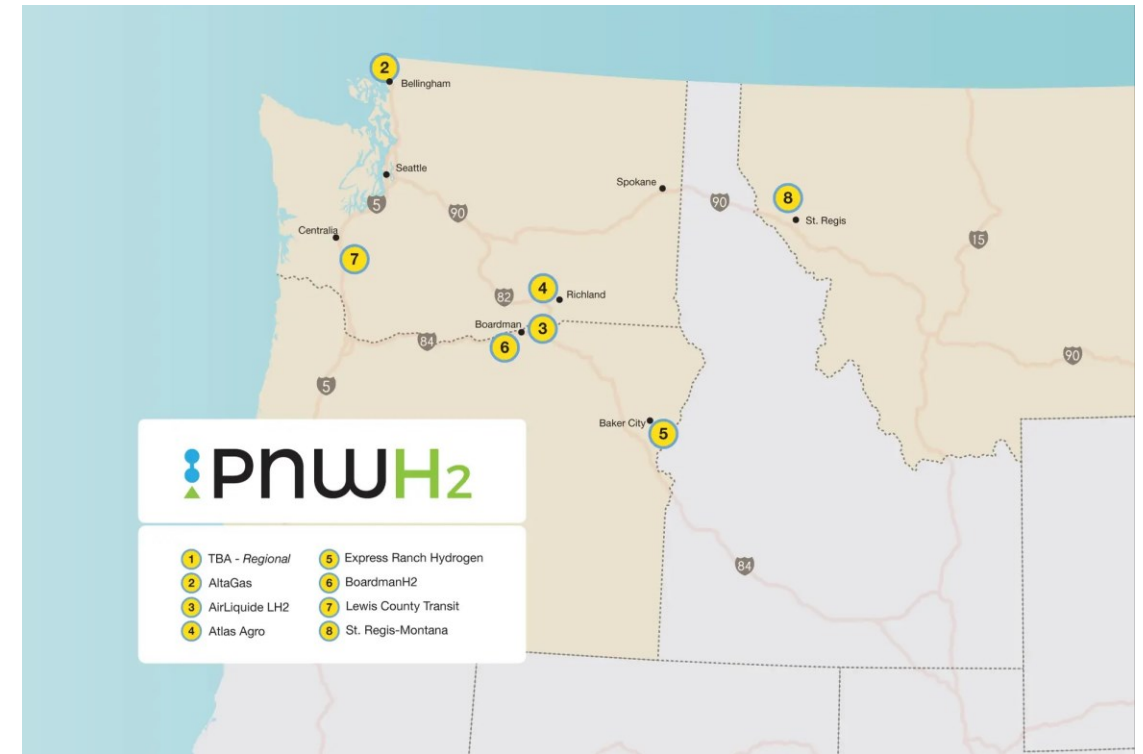 2
Bellingham
Seattle
5
90
Spokane
90
8
St. Regis
15
Centralia
7
4
82
Richland
Boardman
3
84
6
90
5
Baker City
5
84
PNWH2
1 TBA - Regional
2 AltaGas
3 AirLiquide LH2
4 Atlas Agro
5 Express Ranch Hydrogen
6 BoardmanH2
7 Lewis County Transit
8 St. Regis-Montana